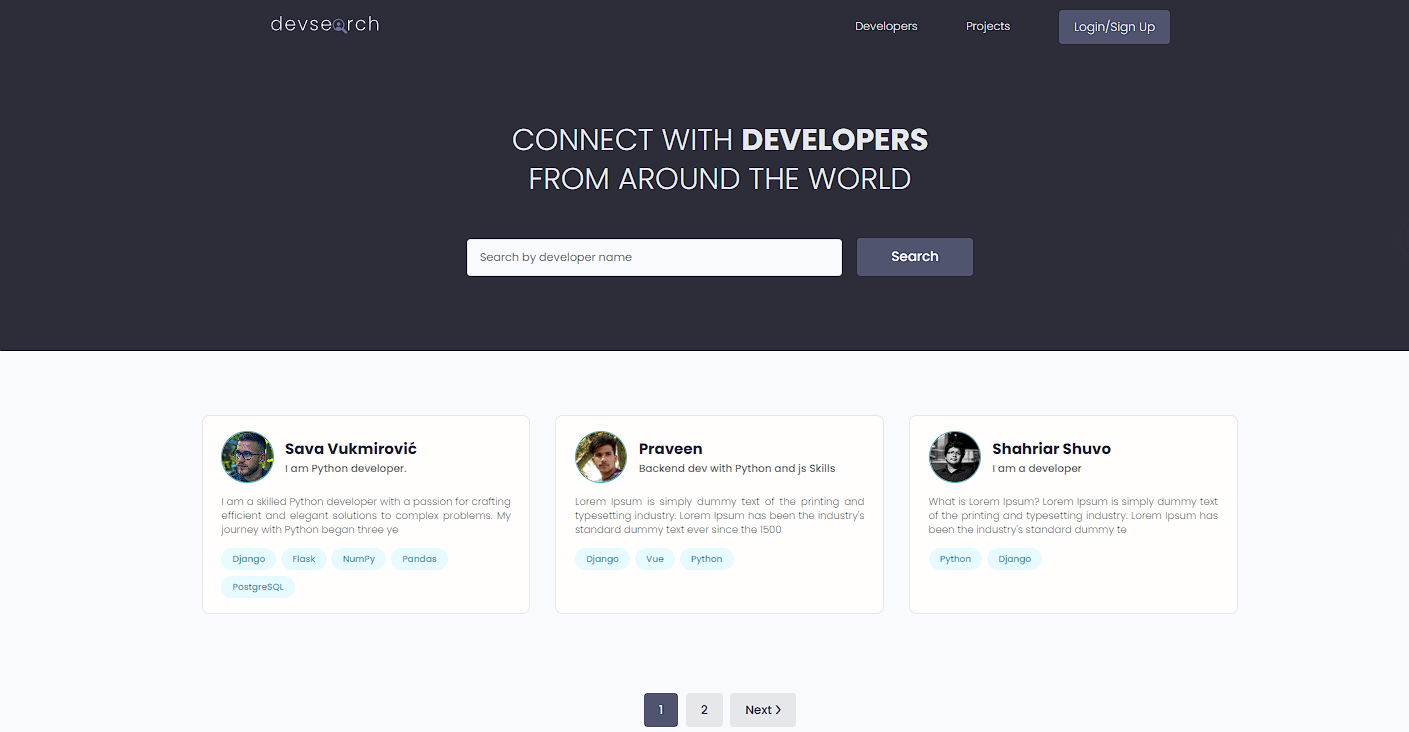 devsearch
Developers
Projects
Login/Sign Up
CONNECT WITH DEVELOPERS
FROM AROUND THE WORLD
Search by developer name
Search
Sava Vukmirović
I am Python developer.
I am a skilled Python developer with a passion for crafting
efficient and elegant solutions to complex problems. My
journey with Python began three ye
Django Flask NumPy Pandas
PostgreSQL
Praveen
Backend dev with Python and js Skills
Lorem Ipsum is simply dummy text of the printing and
typesetting industry. Lorem Ipsum has been the industry's
standard dummy text ever since the 1500
Django Vue Python
Shahriar Shuvo
I am a developer
What is Lorem Ipsum? Lorem Ipsum is simply dummy text
of the printing and typesetting industry. Lorem Ipsum has
been the industry's standard dummy te
Python Django
1 2 Next ❯